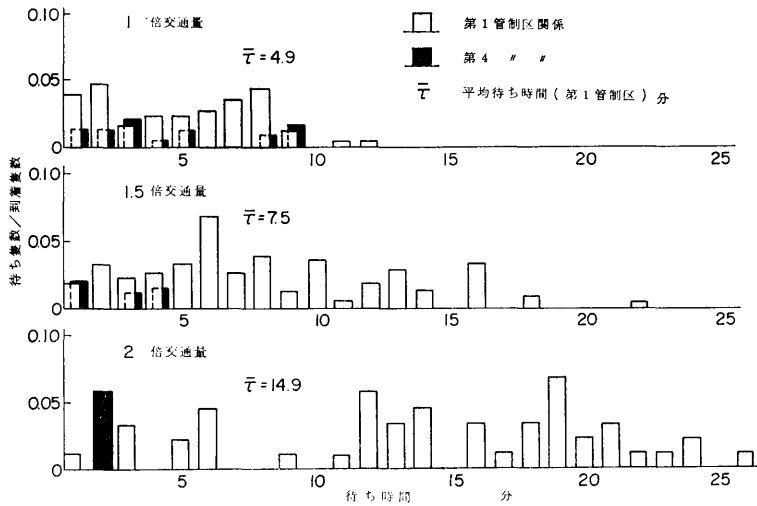 0.10
1 倍交通量
第1管制区関係
第4 〃 〃
τ̄ 平均待ち時間（第1管制区）分
τ̄=4.9
0.05
0
5 10 15 20 25
0.10
1.5 倍交通量
τ̄=7.5
0.05
0
5 10 15 20 25
待ち隻数／到着隻数
0.10
2 倍交通量
τ̄=14.9
0.05
0
5 10 15 20 25
待ち時間 分